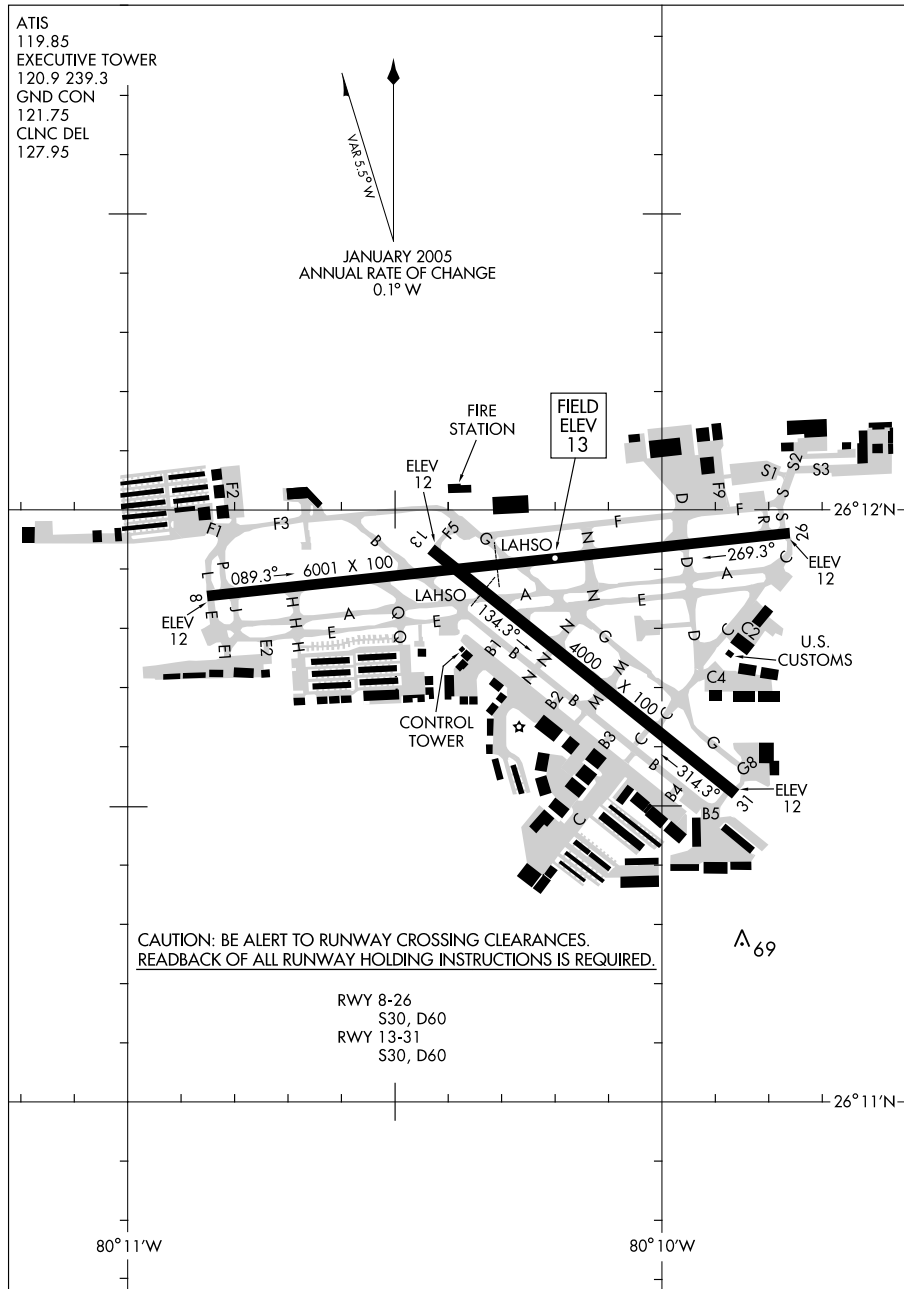 ATIS
119.85
EXECUTIVE TOWER
120.9 239.3
GND CON
121.75
CLNC DEL
127.95
VAR 5.5° W
JANUARY 2005
ANNUAL RATE OF CHANGE
0.1° W
FIRE
STATION
FIELD
ELEV
13
ELEV
12
S1
S2
S3
F9
D
F
R
S
S
S
26
26°12'N
F2
F1
F3
B
13
F5
G
LAHSO
N
F
D
269.3°
ELEV
12
089.3°
6001 X 100
P
L
J
8
E
ELEV
12
H
H
H
A
Q
Q
E
E
LAHSO
134.3°
A
N
N
E
D
A
C
D
C
C
C2
U.S.
CUSTOMS
C4
E1
E2
B1
B
N
N
N
G
M
M
4000
X 100
CONTROL
TOWER
B2
B
B
M
C
C
C
G
G8
B3
B
314.3°
B4
31
ELEV
12
B5
C
69
CAUTION: BE ALERT TO RUNWAY CROSSING CLEARANCES.
READBACK OF ALL RUNWAY HOLDING INSTRUCTIONS IS REQUIRED.
RWY 8-26
S30, D60
RWY 13-31
S30, D60
26°11'N
80°11'W
80°10'W